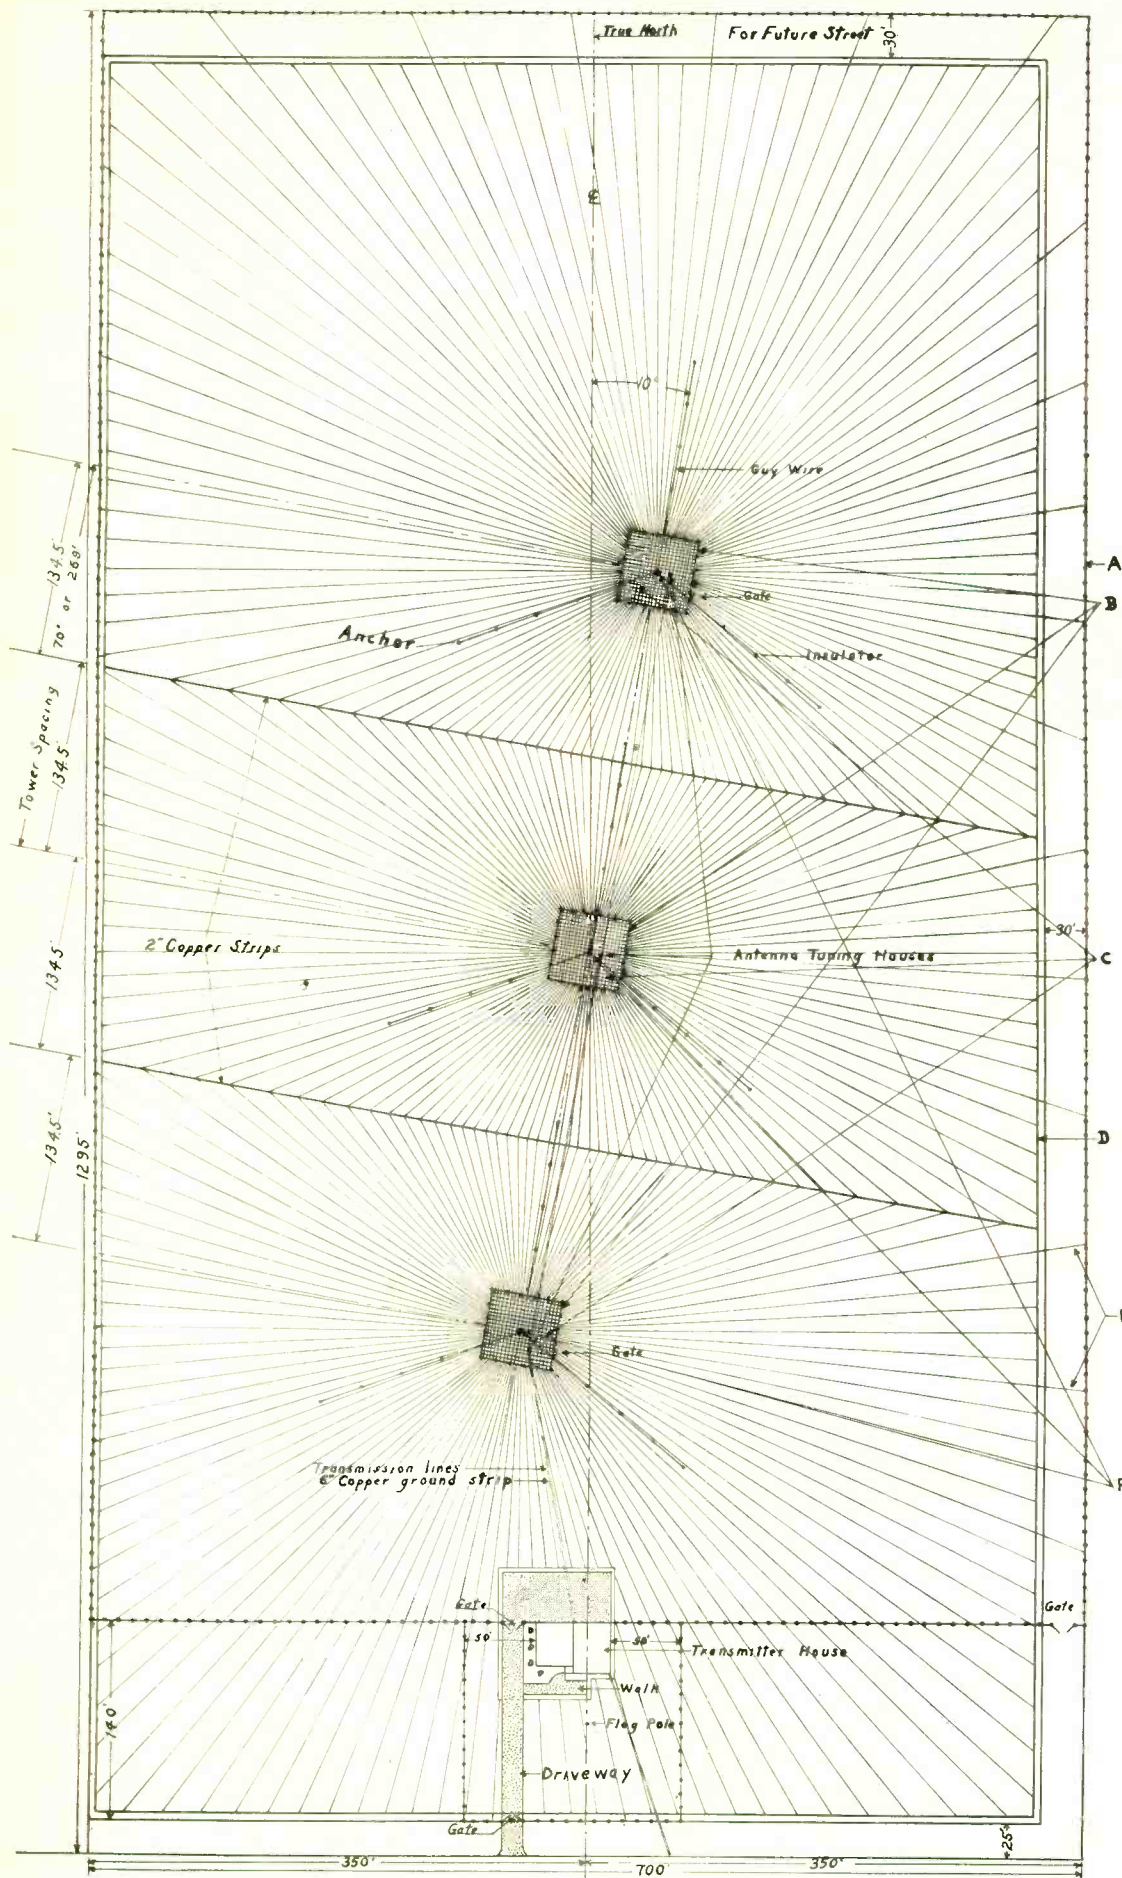 True North
For Future Street
30'
℄
10°
Guy Wire
134.5'
70° or 269'
A
B
Gate
Anchor
Insulator
Tower Spacing
134.5'
30'
2" Copper Strips
Antenna Tuning Houses
C
134.5'
134.5'
1295'
D
Gate
Transmission lines
6" Copper ground strip
Gate
Gate
50'
50'
Transmitter House
Walk
140'
Flag Pole
Driveway
Gate
25'
350'
700'
350'